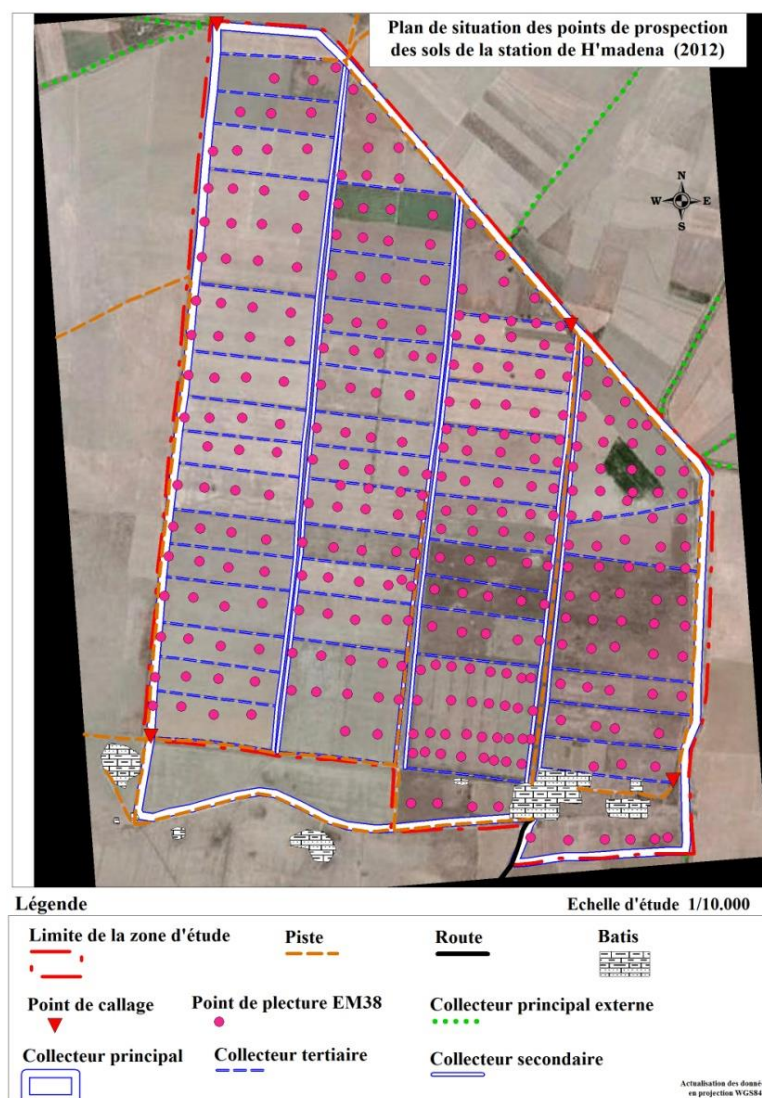 Plan de situation des points de prospection
des sols de la station de H'madena (2012)
N
W E
S
Légende
Echelle d'étude 1/10.000
Limite de la zone d'étude
Piste
Route
Batis
Point de callage
Point de plecture EM38
Collecteur principal externe
Collecteur principal
Collecteur tertiaire
Collecteur secondaire
Actualisation des donné
en projection WGS84